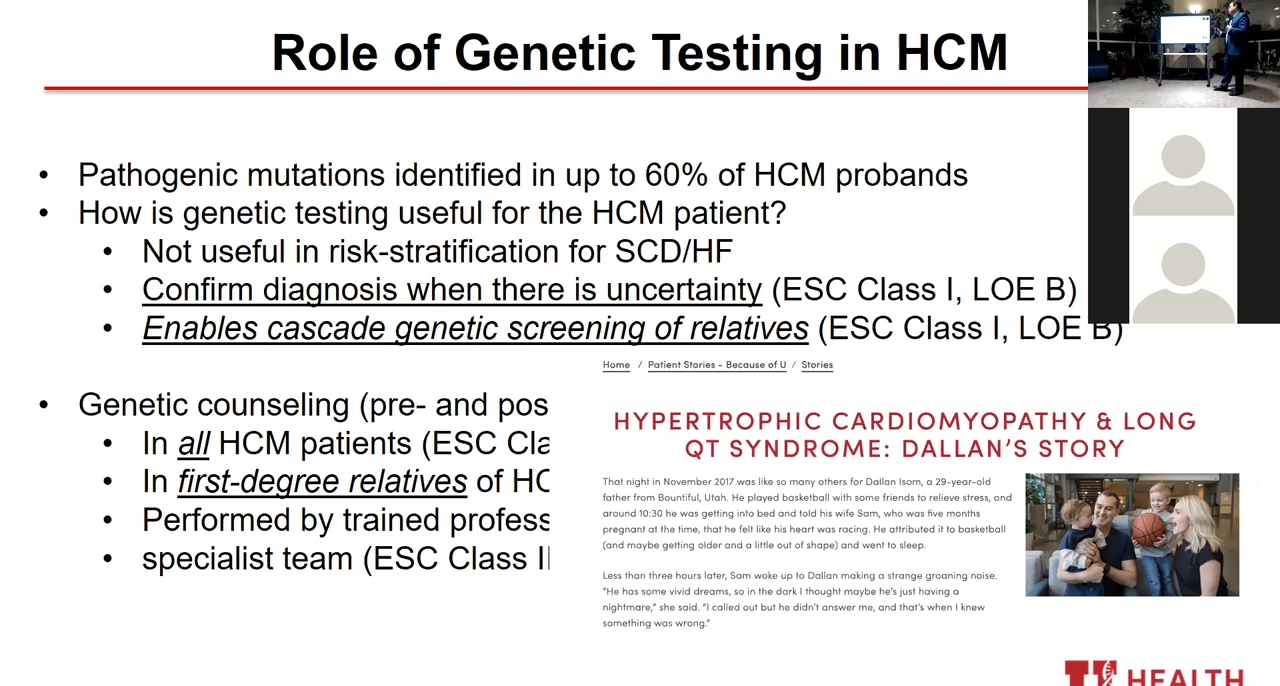 Role of Genetic Testing in HCM
• Pathogenic mutations identified in up to 60% of HCM probands
• How is genetic testing useful for the HCM patient?
• Not useful in risk-stratification for SCD/HF
• Confirm diagnosis when there is uncertainty (ESC Class I, LOE B)
• Enables cascade genetic screening of relatives (ESC Class I, LOE B)
• Genetic counseling (pre- and pos
• In all HCM patients (ESC Cla
• In first-degree relatives of HC
• Performed by trained profess
• specialist team (ESC Class II
Home / Patient Stories - Because of U / Stories
HYPERTROPHIC CARDIOMYOPATHY & LONG
QT SYNDROME: DALLAN'S STORY
That night in November 2017 was like so many others for Dallan Isom, a 29-year-old
father from Bountiful, Utah. He played basketball with some friends to relieve stress, and
around 10:30 he was getting into bed and told his wife Sam, who was five months
pregnant at the time, that he felt like his heart was racing. He attributed it to basketball
(and maybe getting older and a little out of shape) and went to sleep.
Less than three hours later, Sam woke up to Dallan making a strange groaning noise.
"He has some vivid dreams, so in the dark I thought maybe he's just having a
nightmare," she said. "I called out but he didn't answer me, and that's when I knew
something was wrong."
U HEALTH